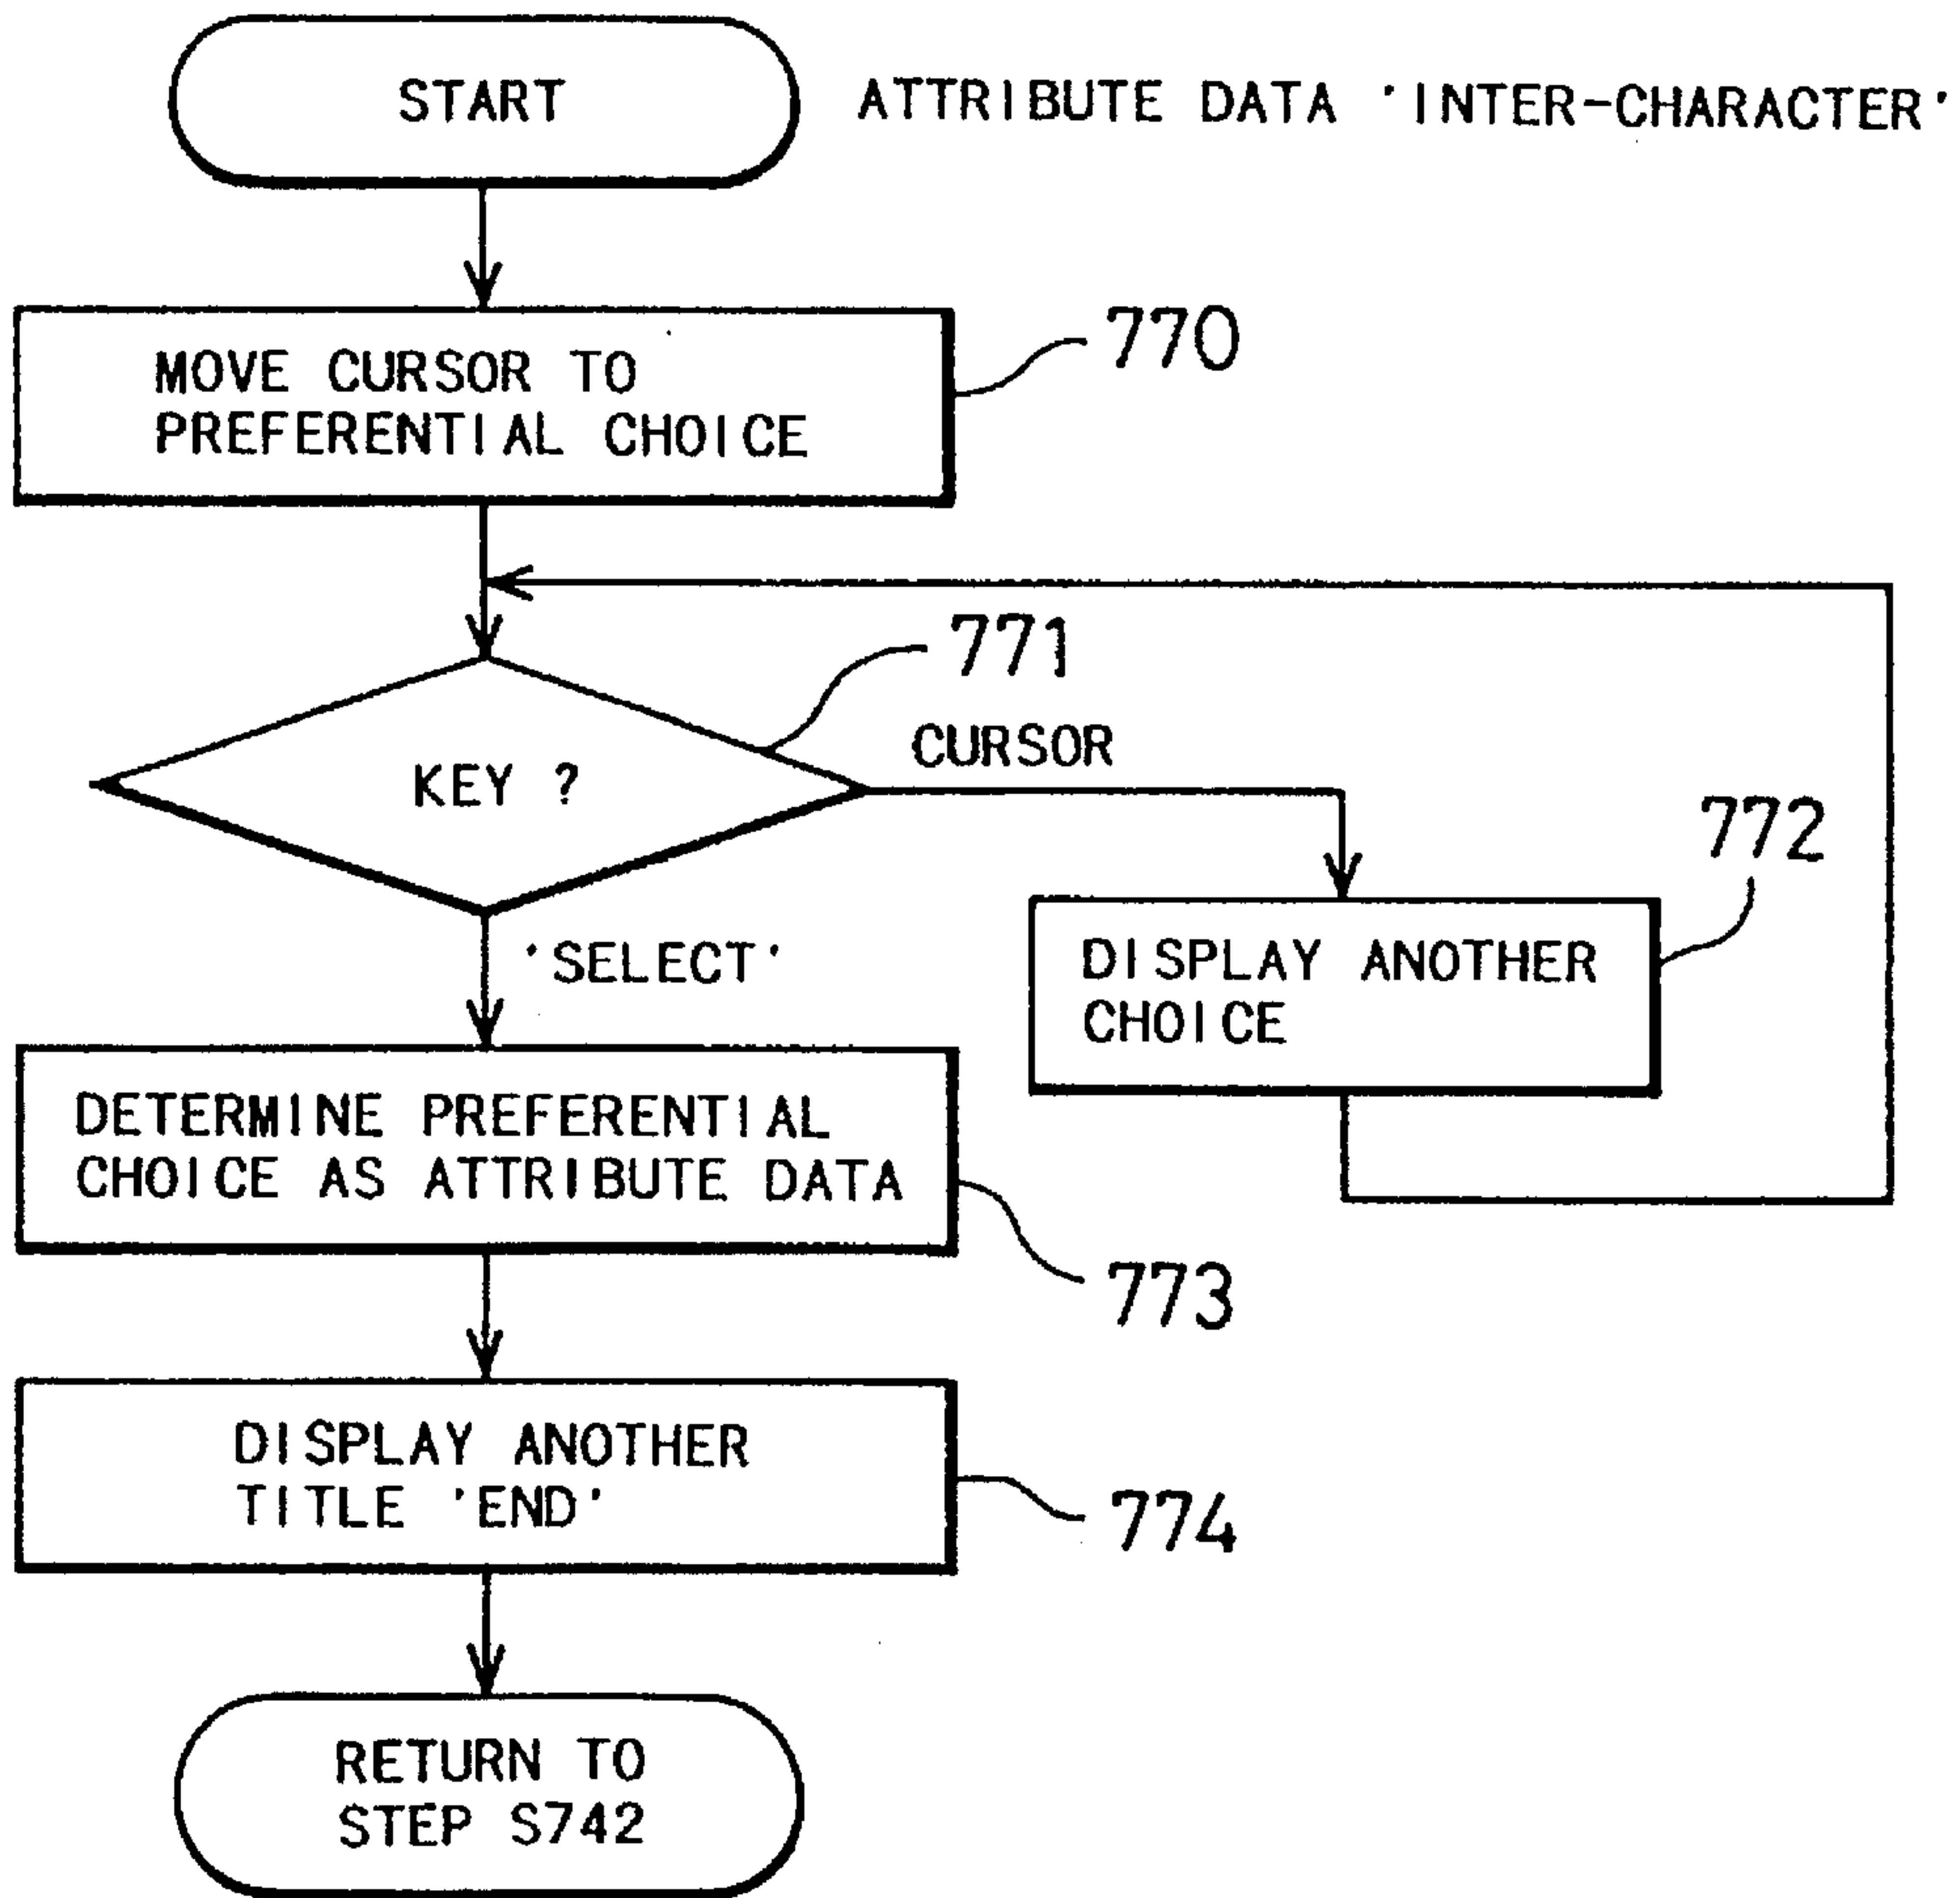 START
ATTRIBUTE DATA 'INTER-CHARACTER'
MOVE CURSOR TO
PREFERENTIAL CHOICE
770
771
KEY ?
CURSOR
772
'SELECT'
DISPLAY ANOTHER
CHOICE
DETERMINE PREFERENTIAL
CHOICE AS ATTRIBUTE DATA
773
DISPLAY ANOTHER
TITLE 'END'
774
RETURN TO
STEP S742